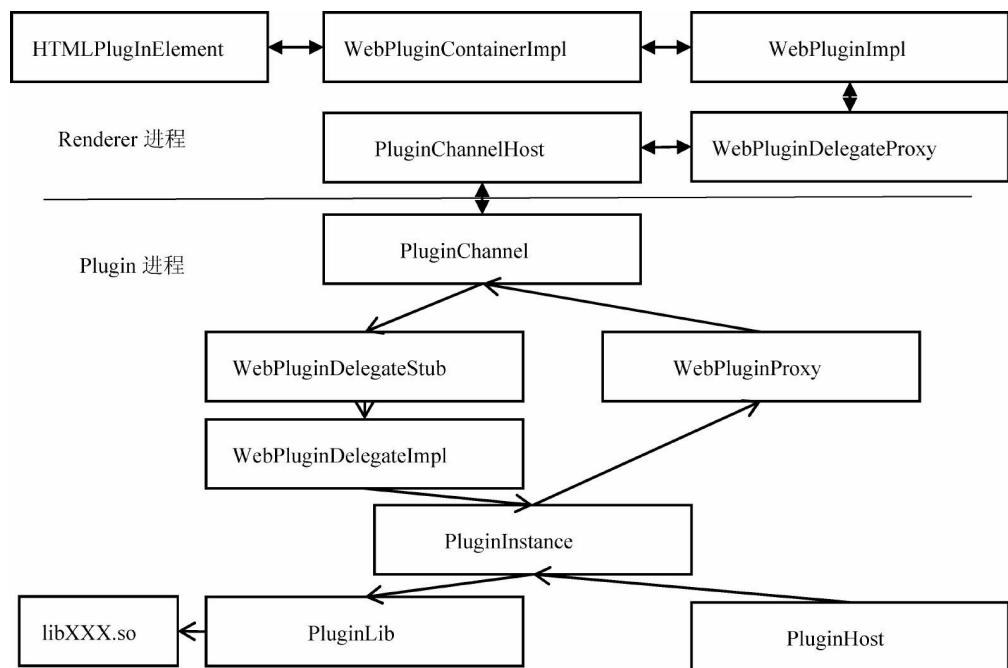 HTMLPlugInElement
WebPluginContainerImpl
WebPluginImpl
Renderer 进程
PluginChannelHost
WebPluginDelegateProxy
Plugin 进程
PluginChannel
WebPluginDelegateStub
WebPluginProxy
WebPluginDelegateImpl
PluginInstance
libXXX.so
PluginLib
PluginHost